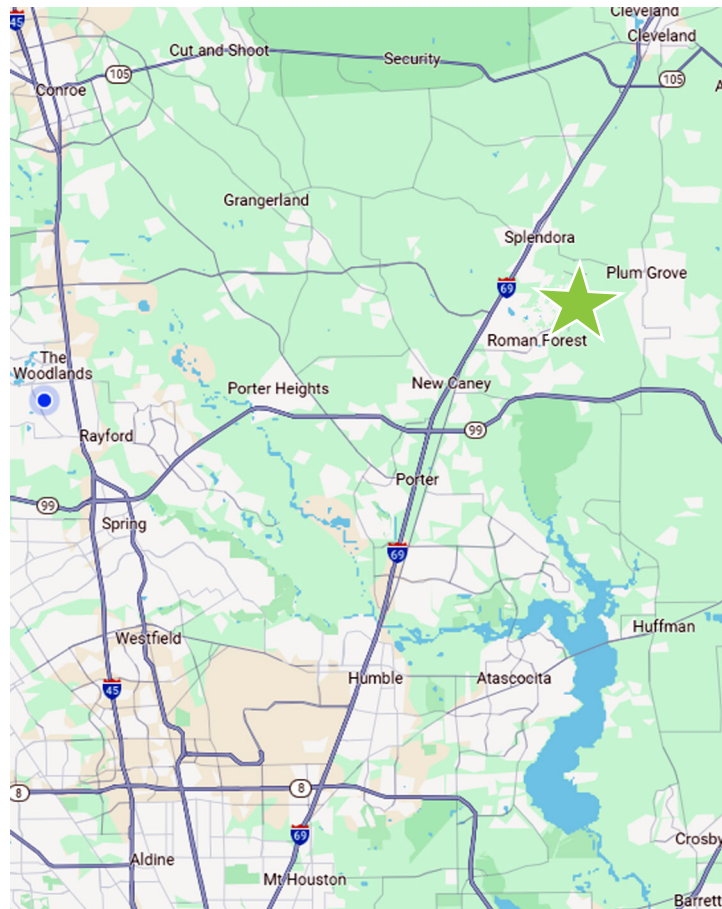 Cleveland
45
Cut and Shoot
Cleveland
Security
105
105
Conroe
Grangerland
Splendora
Plum Grove
69
Roman Forest
The
Woodlands
Porter Heights
New Caney
99
Rayford
Porter
99
Spring
69
Huffman
Westfield
Humble
Atascocita
45
8
8
69
Crosby
Aldine
Mt Houston
Barrett